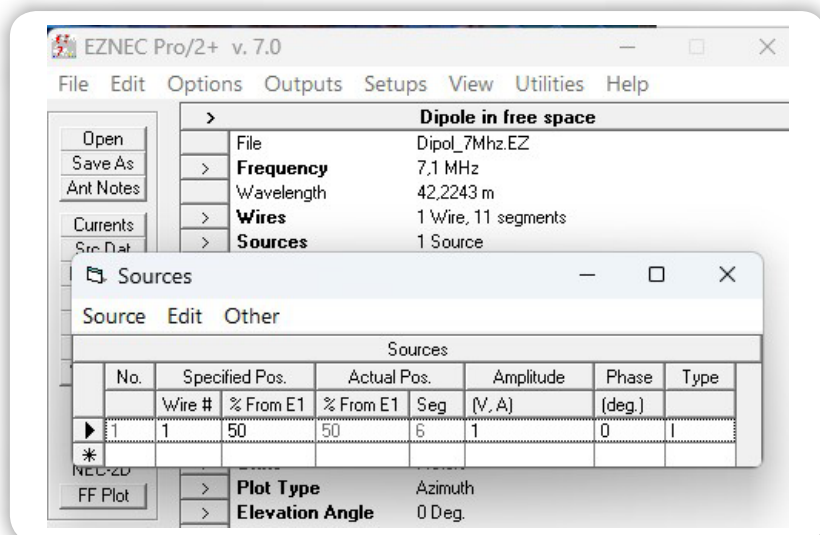 EZNEC Pro/2+ v. 7.0
File Edit Options Outputs Setups View Utilities Help
> Dipole in free space
Open
File Dipol_7Mhz.EZ
Save As
> Frequency 7,1 MHz
Ant Notes
Wavelength 42,2243 m
Currents
> Wires 1 Wire, 11 segments
Src Dat
> Sources 1 Source
Sources
Source Edit Other
Sources
No. Specified Pos. Actual Pos. Amplitude Phase Type
Wire # % From E1 % From E1 Seg (V, A) (deg.)
1 1 50 50 6 1 0 I
*
NEC-2D
FF Plot
> Plot Type Azimuth
> Elevation Angle 0 Deg.